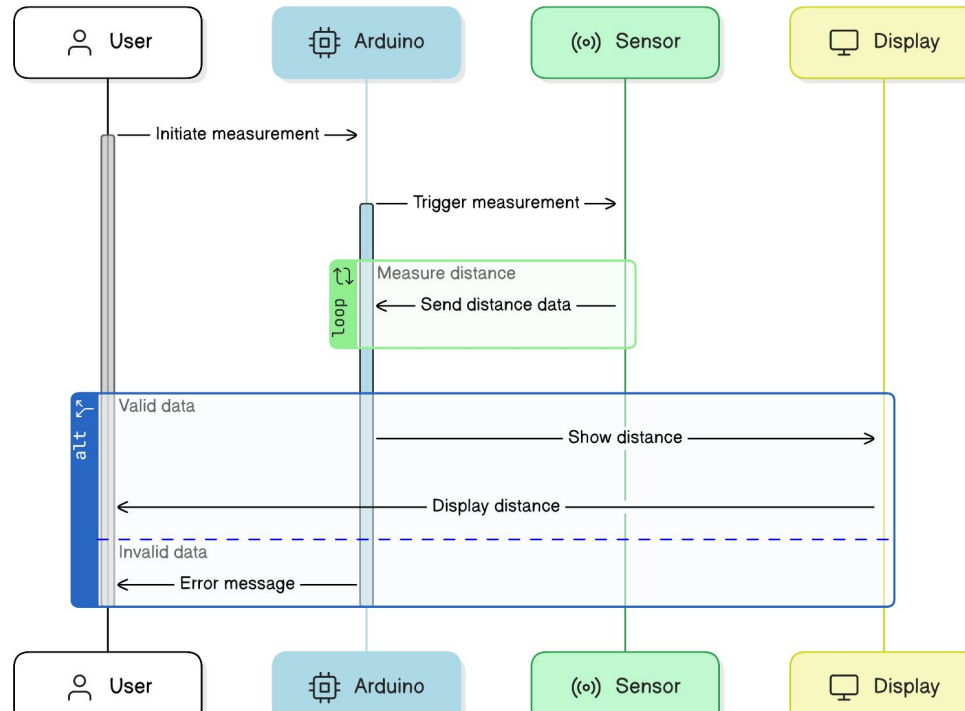 User Arduino Sensor Display
Initiate measurement
Trigger measurement
loop
Measure distance
Send distance data
alt
Valid data
Show distance
Display distance
Invalid data
Error message
User Arduino Sensor Display